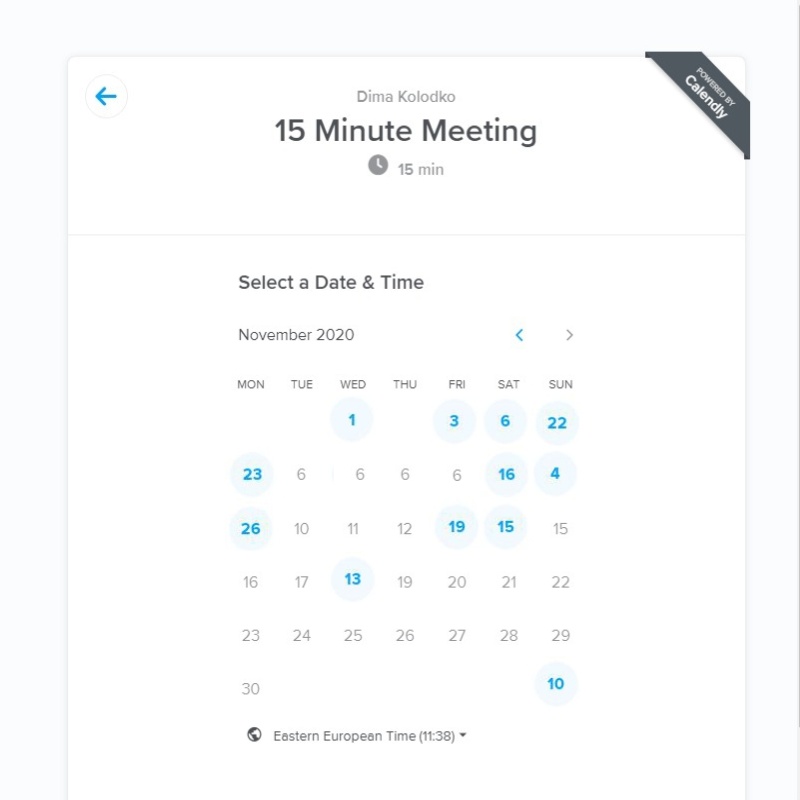 POWERED BY
Calendly
Dima Kolodko
15 Minute Meeting
15 min
Select a Date & Time
November 2020
MON TUE WED THU FRI SAT SUN
1 3 6 22
23 6 6 6 6 16 4
26 10 11 12 19 15 15
16 17 13 19 20 21 22
23 24 25 26 27 28 29
30 10
Eastern European Time (11:38)